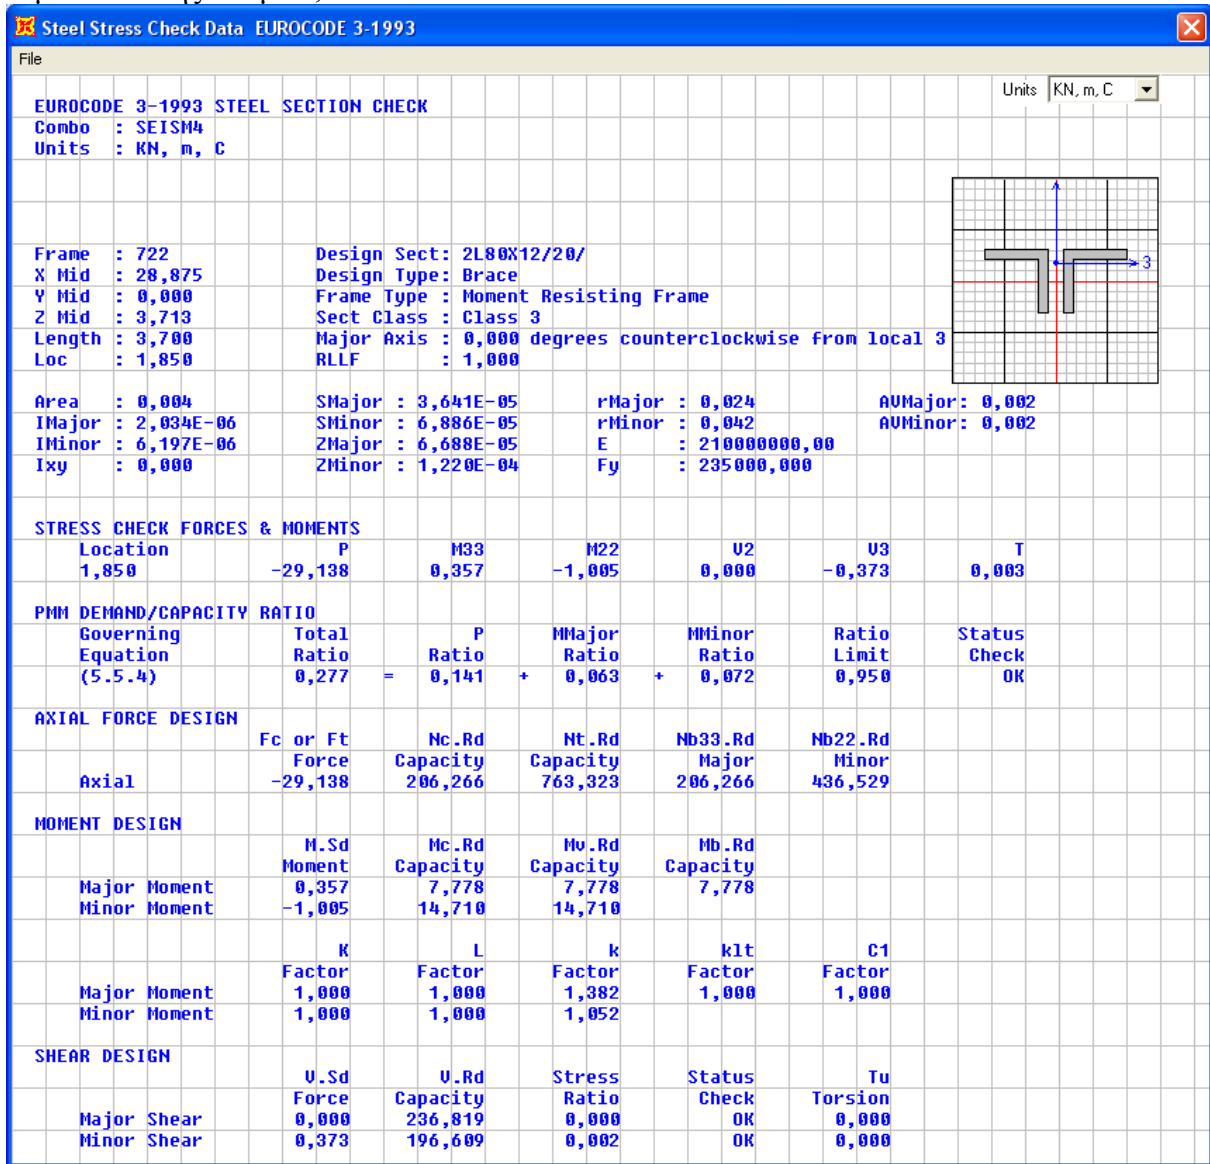 Steel Stress Check Data EUROCODE 3-1993
File
Units KN, m, C
EUROCODE 3-1993 STEEL SECTION CHECK
Combo : SEISM4
Units : KN, m, C
Frame : 722 Design Sect: 2L80X12/20/
X Mid : 28,875 Design Type: Brace
Y Mid : 0,000 Frame Type : Moment Resisting Frame
Z Mid : 3,713 Sect Class : Class 3
Length : 3,700 Major Axis : 0,000 degrees counterclockwise from local 3
Loc : 1,850 RLLF : 1,000
3
Area : 0,004 SMajor : 3,641E-05 rMajor : 0,024 AVMajor: 0,002
IMajor : 2,034E-06 SMinor : 6,886E-05 rMinor : 0,042 AVMinor: 0,002
IMinor : 6,197E-06 ZMajor : 6,688E-05 E : 210000000,00
Ixy : 0,000 ZMinor : 1,220E-04 Fy : 235000,000
STRESS CHECK FORCES & MOMENTS
Location P M33 M22 V2 V3 T
1,850 -29,138 0,357 -1,005 0,000 -0,373 0,003
PMM DEMAND/CAPACITY RATIO
Governing Total P MMajor MMinor Ratio Status
Equation Ratio Ratio Ratio Ratio Limit Check
(5.5.4) 0,277 = 0,141 + 0,063 + 0,072 0,950 OK
AXIAL FORCE DESIGN
Fc or Ft Nc.Rd Nt.Rd Nb33.Rd Nb22.Rd
Force Capacity Capacity Major Minor
Axial -29,138 206,266 763,323 206,266 436,529
MOMENT DESIGN
M.Sd Mc.Rd Mv.Rd Mb.Rd
Moment Capacity Capacity Capacity
Major Moment 0,357 7,778 7,778 7,778
Minor Moment -1,005 14,710 14,710
K L k klt C1
Factor Factor Factor Factor Factor
Major Moment 1,000 1,000 1,382 1,000 1,000
Minor Moment 1,000 1,000 1,052
SHEAR DESIGN
V.Sd V.Rd Stress Status Tu
Force Capacity Ratio Check Torsion
Major Shear 0,000 236,819 0,000 OK 0,000
Minor Shear 0,373 196,609 0,002 OK 0,000